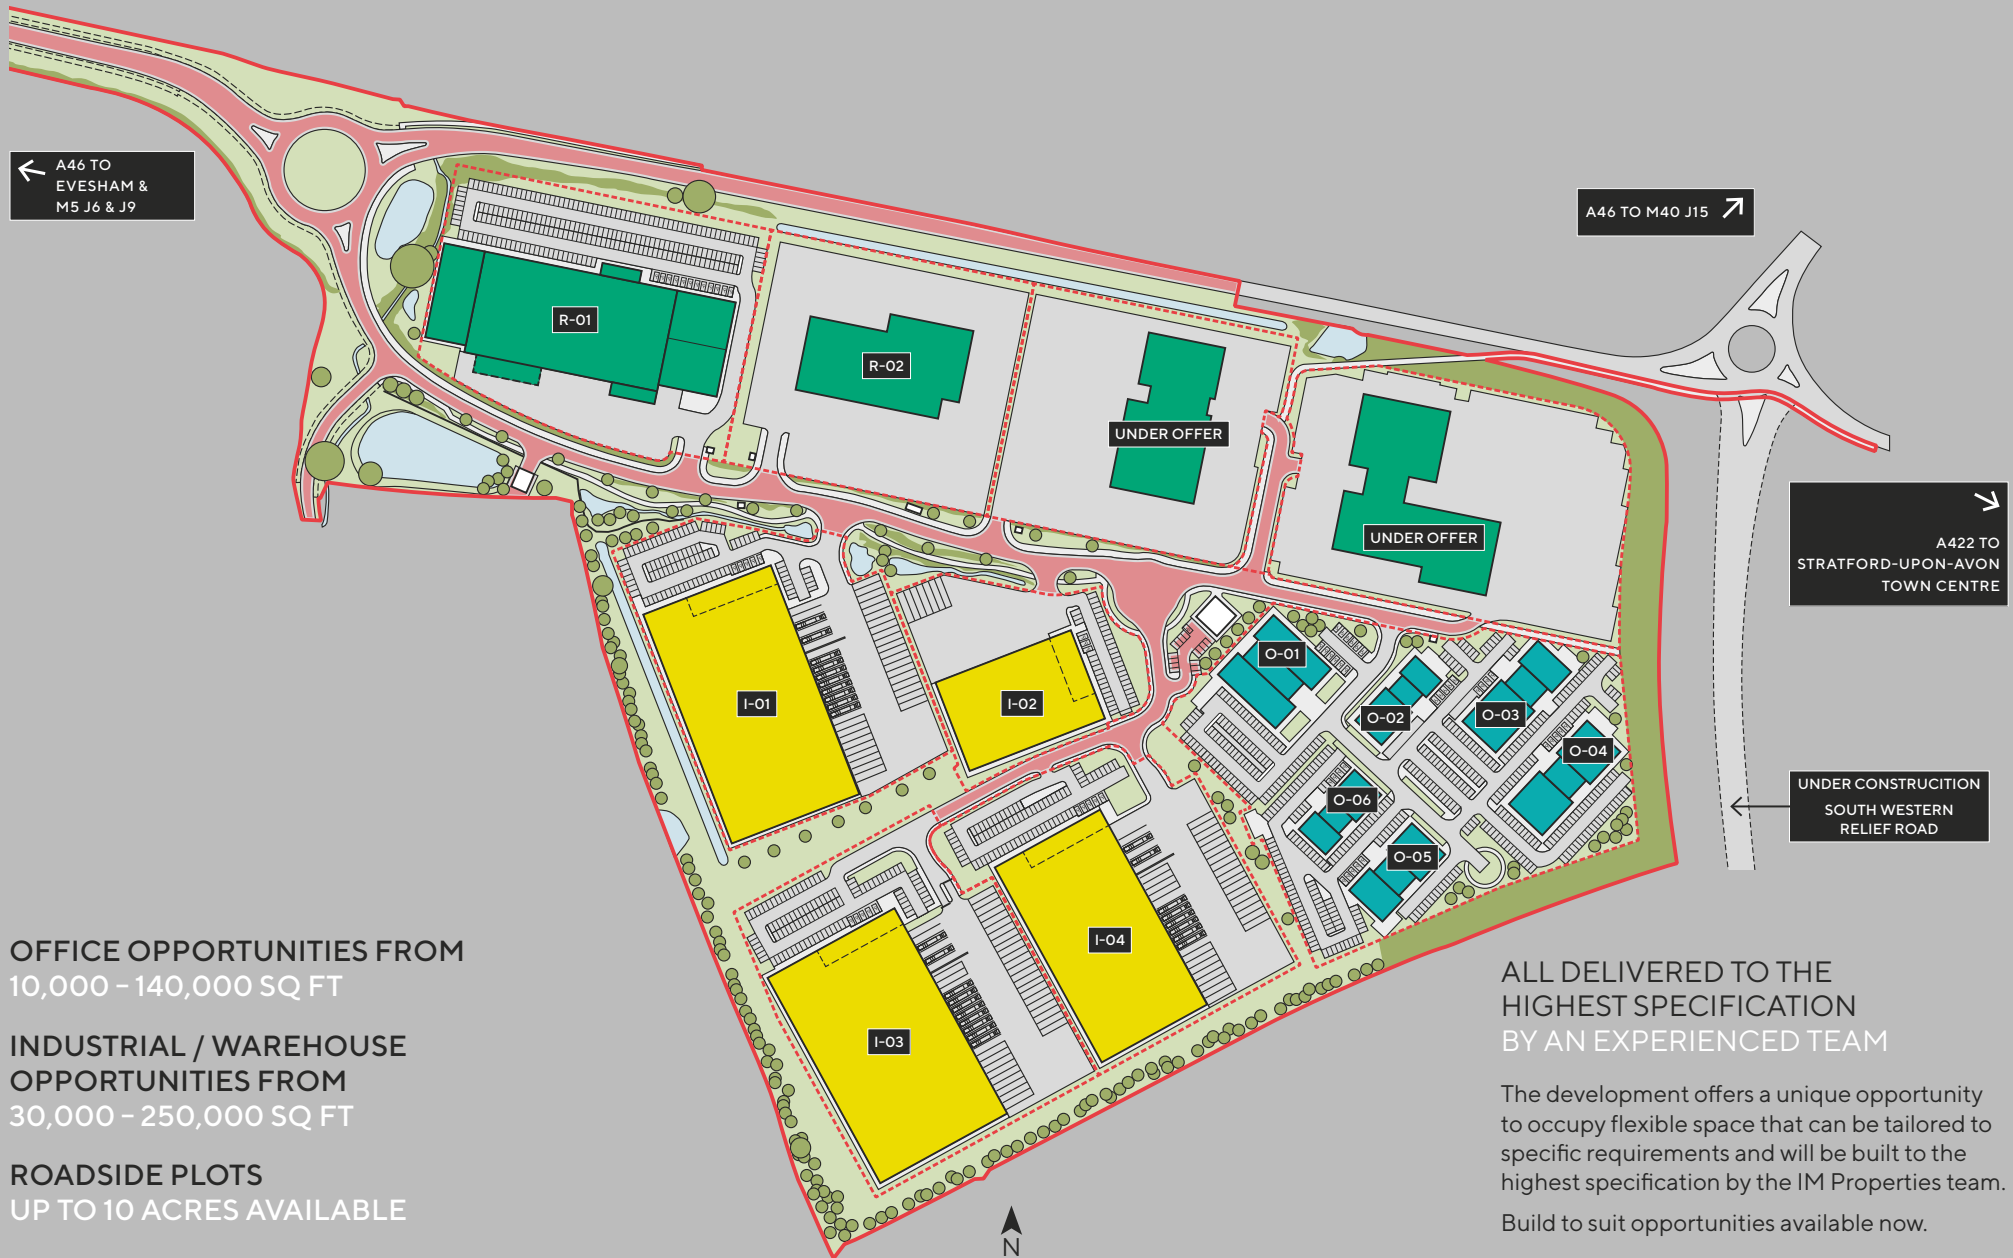 A46 TO
EVESHAM &
M5 J6 & J9
A46 TO M40 J15
R-01
R-02
UNDER OFFER
UNDER OFFER
A422 TO
STRATFORD-UPON-AVON
TOWN CENTRE
I-01
I-02
O-01
O-02
O-03
O-04
O-06
O-05
UNDER CONSTRUCITION
SOUTH WESTERN
RELIEF ROAD
I-04
I-03
OFFICE OPPORTUNITIES FROM
10,000 – 140,000 SQ FT
INDUSTRIAL / WAREHOUSE
OPPORTUNITIES FROM
30,000 – 250,000 SQ FT
ROADSIDE PLOTS
UP TO 10 ACRES AVAILABLE
N
ALL DELIVERED TO THE
HIGHEST SPECIFICATION
BY AN EXPERIENCED TEAM
The development offers a unique opportunity
to occupy flexible space that can be tailored to
specific requirements and will be built to the
highest specification by the IM Properties team.
Build to suit opportunities available now.